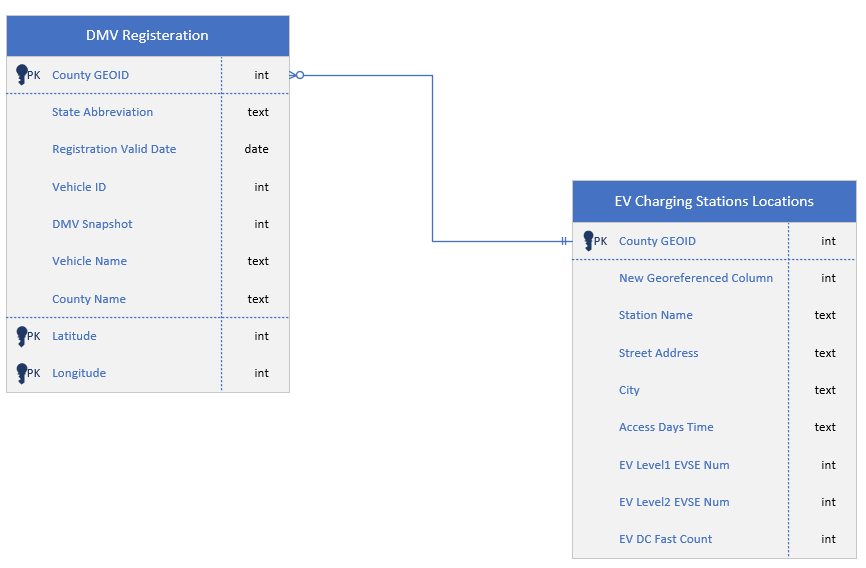 DMV Registeration
PK County GEOID int
State Abbreviation text
Registration Valid Date date
Vehicle ID int
DMV Snapshot int
Vehicle Name text
County Name text
PK Latitude int
PK Longitude int
EV Charging Stations Locations
PK County GEOID int
New Georeferenced Column int
Station Name text
Street Address text
City text
Access Days Time text
EV Level1 EVSE Num int
EV Level2 EVSE Num int
EV DC Fast Count int